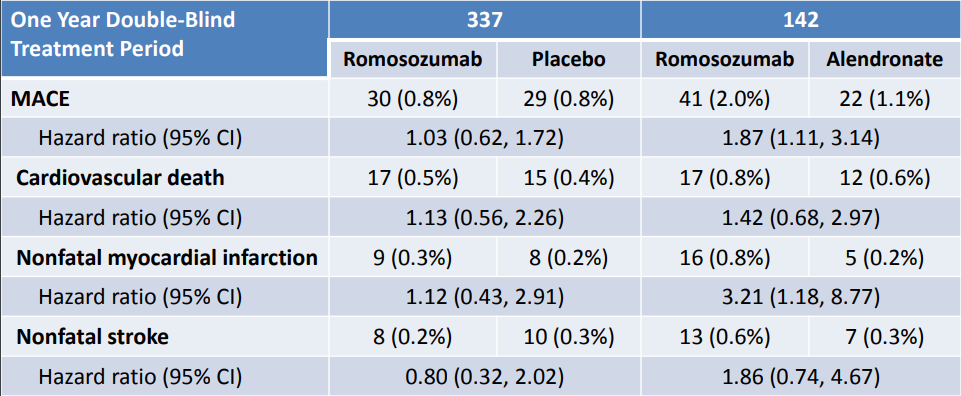 One Year Double-Blind Treatment Period 337 142
Romosozumab Placebo Romosozumab Alendronate
MACE 30 (0.8%) 29 (0.8%) 41 (2.0%) 22 (1.1%)
Hazard ratio (95% CI) 1.03 (0.62, 1.72) 1.87 (1.11, 3.14)
Cardiovascular death 17 (0.5%) 15 (0.4%) 17 (0.8%) 12 (0.6%)
Hazard ratio (95% CI) 1.13 (0.56, 2.26) 1.42 (0.68, 2.97)
Nonfatal myocardial infarction 9 (0.3%) 8 (0.2%) 16 (0.8%) 5 (0.2%)
Hazard ratio (95% CI) 1.12 (0.43, 2.91) 3.21 (1.18, 8.77)
Nonfatal stroke 8 (0.2%) 10 (0.3%) 13 (0.6%) 7 (0.3%)
Hazard ratio (95% CI) 0.80 (0.32, 2.02) 1.86 (0.74, 4.67)